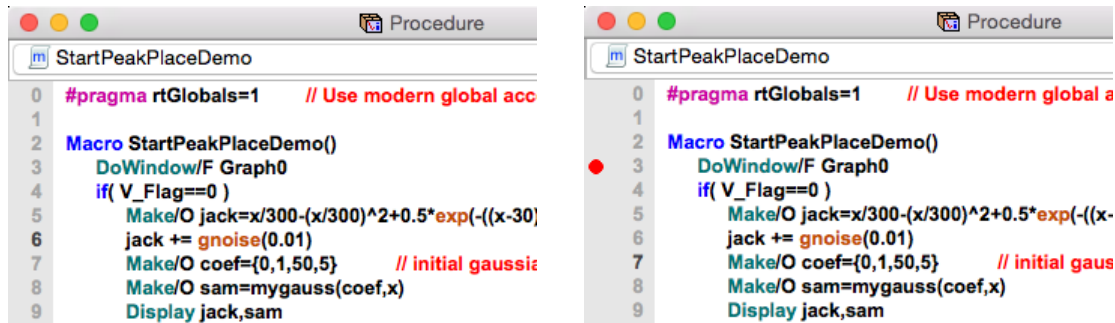 Procedure
StartPeakPlaceDemo
0 #pragma rtGlobals=1 // Use modern global acc
1
2 Macro StartPeakPlaceDemo()
3 DoWindow/F Graph0
4 if( V_Flag==0 )
5 Make/O jack=x/300-(x/300)^2+0.5*exp(-((x-30)
6 jack += gnoise(0.01)
7 Make/O coef={0,1,50,5} // initial gaussia
8 Make/O sam=mygauss(coef,x)
9 Display jack,sam
Procedure
StartPeakPlaceDemo
0 #pragma rtGlobals=1 // Use modern global a
1
2 Macro StartPeakPlaceDemo()
3 DoWindow/F Graph0
4 if( V_Flag==0 )
5 Make/O jack=x/300-(x/300)^2+0.5*exp(-((x-
6 jack += gnoise(0.01)
7 Make/O coef={0,1,50,5} // initial gaus
8 Make/O sam=mygauss(coef,x)
9 Display jack,sam